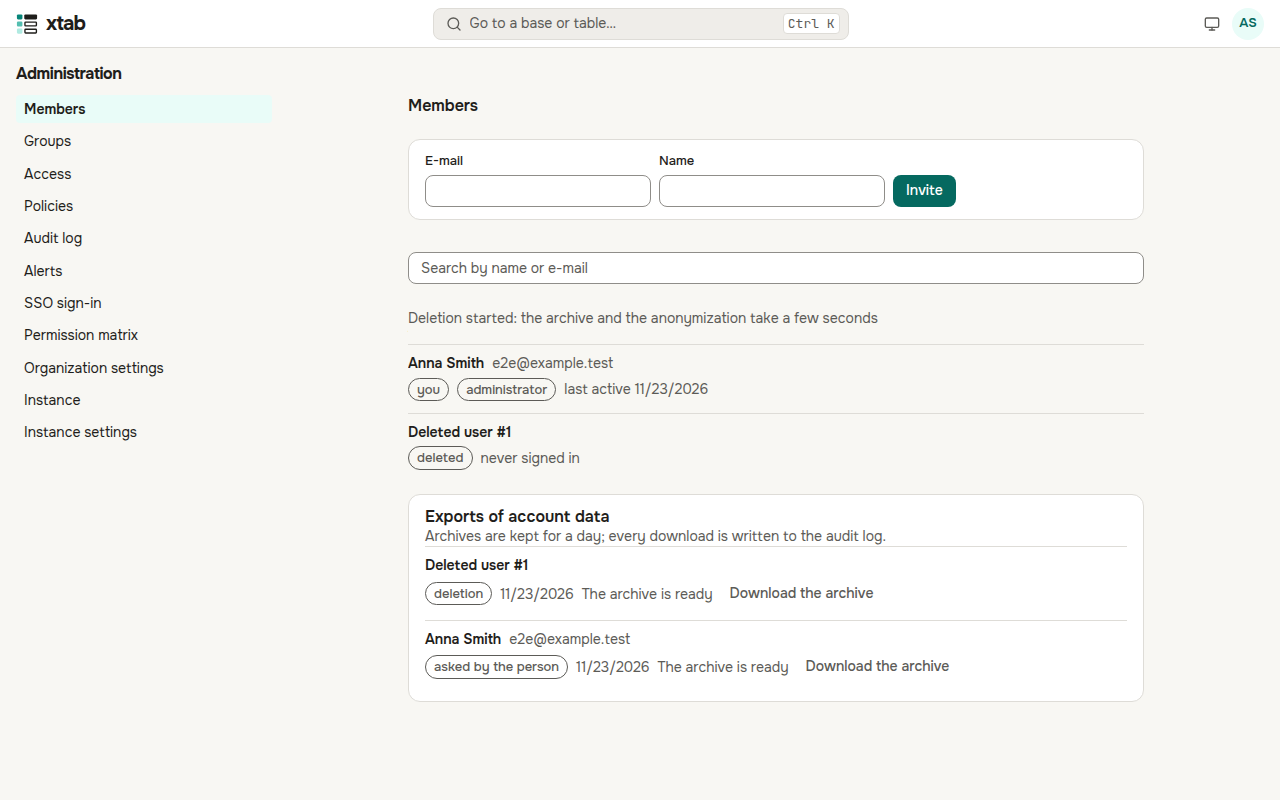 xtab
Go to a base or table...
Ctrl K
AS
Administration
Members
Groups
Access
Policies
Audit log
Alerts
SSO sign-in
Permission matrix
Organization settings
Instance
Instance settings
Members
E-mail
Name
Invite
Search by name or e-mail
Deletion started: the archive and the anonymization take a few seconds
Anna Smith e2e@example.test
you administrator last active 11/23/2026
Deleted user #1
deleted never signed in
Exports of account data
Archives are kept for a day; every download is written to the audit log.
Deleted user #1
deletion 11/23/2026 The archive is ready Download the archive
Anna Smith e2e@example.test
asked by the person 11/23/2026 The archive is ready Download the archive